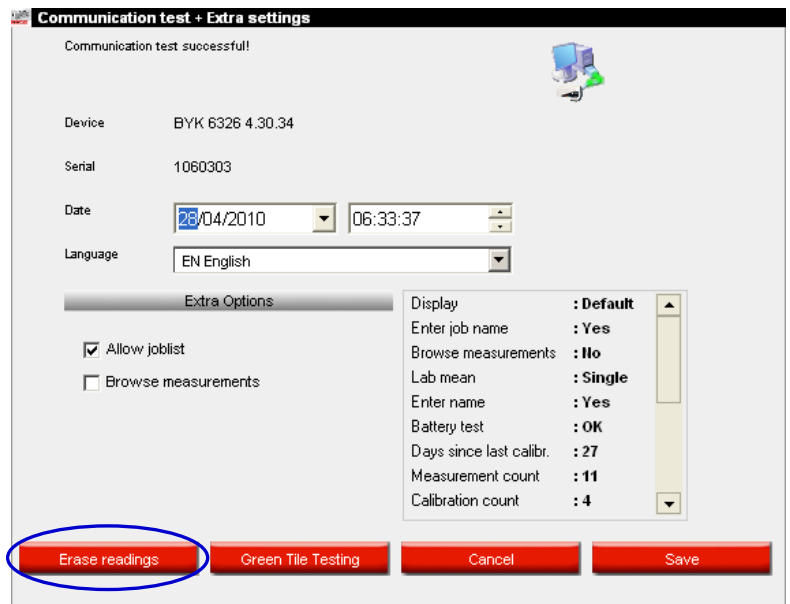 Communication test + Extra settings
Communication test successful!
Device BYK 6326 4.30.34
Serial 1060303
Date 28/04/2010 06:33:37
Language EN English
Extra Options
Allow joblist
Browse measurements
Display : Default
Enter job name : Yes
Browse measurements : No
Lab mean : Single
Enter name : Yes
Battery test : OK
Days since last calibr. : 27
Measurement count : 11
Calibration count : 4
Erase readings Green Tile Testing Cancel Save